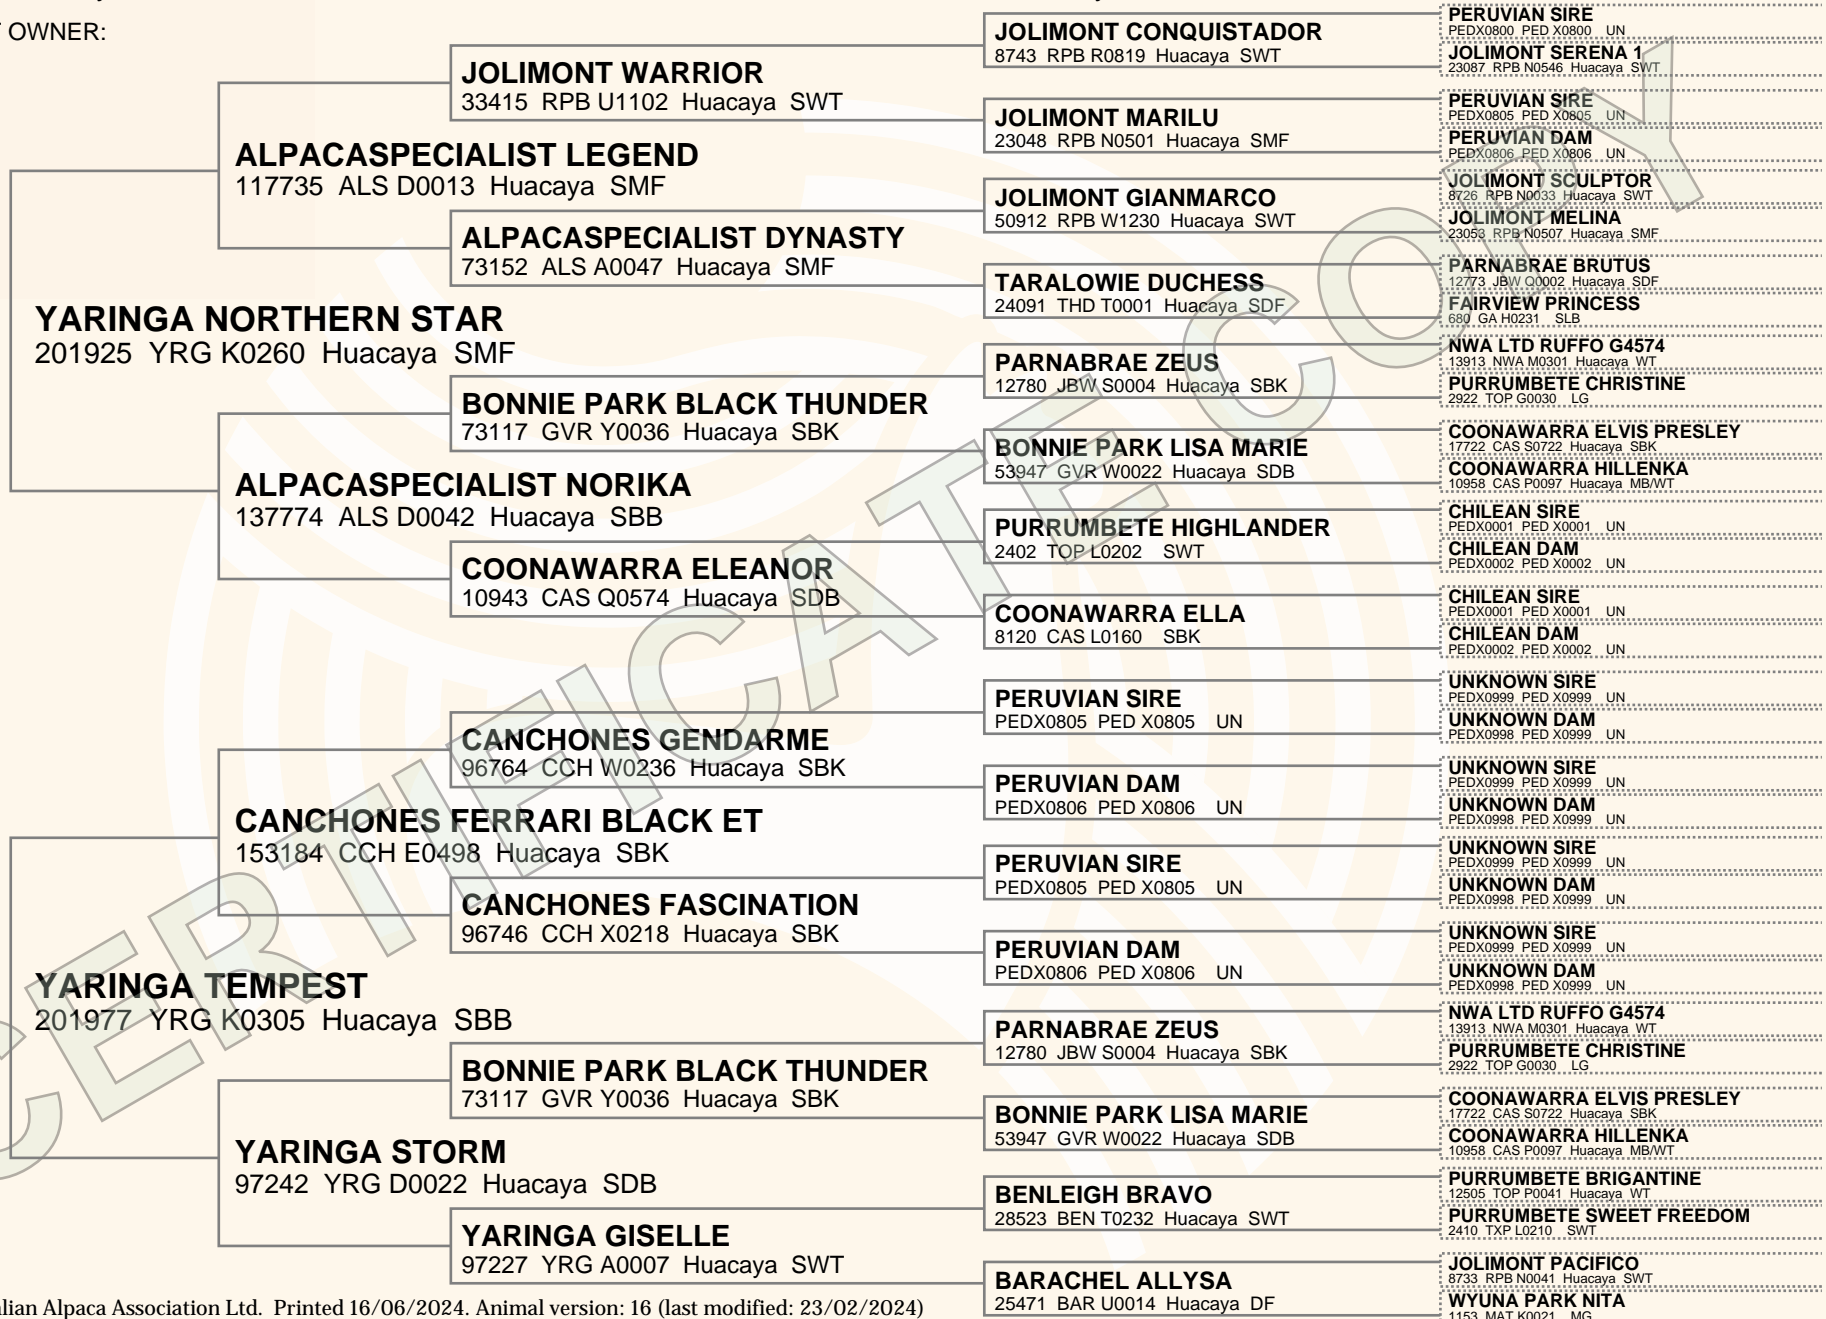 OWNER:
YARINGA NORTHERN STAR
201925 YRG K0260 Huacaya SMF
YARINGA TEMPEST
201977 YRG K0305 Huacaya SBB
ALPACASPECIALIST LEGEND
117735 ALS D0013 Huacaya SMF
ALPACASPECIALIST NORIKA
137774 ALS D0042 Huacaya SBB
CANCHONES FERRARI BLACK ET
153184 CCH E0498 Huacaya SBK
YARINGA STORM
97242 YRG D0022 Huacaya SDB
JOLIMONT WARRIOR
33415 RPB U1102 Huacaya SWT
ALPACASPECIALIST DYNASTY
73152 ALS A0047 Huacaya SMF
BONNIE PARK BLACK THUNDER
73117 GVR Y0036 Huacaya SBK
COONAWARRA ELEANOR
10943 CAS Q0574 Huacaya SDB
CANCHONES GENDARME
96764 CCH W0236 Huacaya SBK
CANCHONES FASCINATION
96746 CCH X0218 Huacaya SBK
BONNIE PARK BLACK THUNDER
73117 GVR Y0036 Huacaya SBK
YARINGA GISELLE
97227 YRG A0007 Huacaya SWT
JOLIMONT CONQUISTADOR
8743 RPB R0819 Huacaya SWT
JOLIMONT MARILU
23048 RPB N0501 Huacaya SMF
JOLIMONT GIANMARCO
50912 RPB W1230 Huacaya SWT
TARALOWIE DUCHESS
24091 THD T0001 Huacaya SDF
PARNABRAE ZEUS
12780 JBW S0004 Huacaya SBK
BONNIE PARK LISA MARIE
53947 GVR W0022 Huacaya SDB
PURRUMBETE HIGHLANDER
2402 TOP L0202 SWT
COONAWARRA ELLA
8120 CAS L0160 SBK
PERUVIAN SIRE
PEDX0805 PED X0805 UN
PERUVIAN DAM
PEDX0806 PED X0806 UN
PERUVIAN SIRE
PEDX0805 PED X0805 UN
PERUVIAN DAM
PEDX0806 PED X0806 UN
PARNABRAE ZEUS
12780 JBW S0004 Huacaya SBK
BONNIE PARK LISA MARIE
53947 GVR W0022 Huacaya SDB
BENLEIGH BRAVO
28523 BEN T0232 Huacaya SWT
BARACHEL ALLYSA
25471 BAR U0014 Huacaya DF
PERUVIAN SIRE
PEDX0800 PED X0800 UN
JOLIMONT SERENA 1
23087 RPB N0546 Huacaya SWT
PERUVIAN SIRE
PEDX0805 PED X0805 UN
PERUVIAN DAM
PEDX0806 PED X0806 UN
JOLIMONT SCULPTOR
8726 RPB N0033 Huacaya SWT
JOLIMONT MELINA
23053 RPB N0507 Huacaya SMF
PARNABRAE BRUTUS
12773 JBW Q0002 Huacaya SDF
FAIRVIEW PRINCESS
680 GA H0231 SLB
NWA LTD RUFFO G4574
13913 NWA M0301 Huacaya WT
PURRUMBETE CHRISTINE
2922 TOP G0030 LG
COONAWARRA ELVIS PRESLEY
17722 CAS S0722 Huacaya SBK
COONAWARRA HILLENKA
10958 CAS P0097 Huacaya MB/WT
CHILEAN SIRE
PEDX0001 PED X0001 UN
CHILEAN DAM
PEDX0002 PED X0002 UN
CHILEAN SIRE
PEDX0001 PED X0001 UN
CHILEAN DAM
PEDX0002 PED X0002 UN
UNKNOWN SIRE
PEDX0999 PED X0999 UN
UNKNOWN DAM
PEDX0998 PED X0999 UN
UNKNOWN SIRE
PEDX0999 PED X0999 UN
UNKNOWN DAM
PEDX0998 PED X0999 UN
UNKNOWN SIRE
PEDX0999 PED X0999 UN
UNKNOWN DAM
PEDX0998 PED X0999 UN
UNKNOWN SIRE
PEDX0999 PED X0999 UN
UNKNOWN DAM
PEDX0998 PED X0999 UN
NWA LTD RUFFO G4574
13913 NWA M0301 Huacaya WT
PURRUMBETE CHRISTINE
2922 TOP G0030 LG
COONAWARRA ELVIS PRESLEY
17722 CAS S0722 Huacaya SBK
COONAWARRA HILLENKA
10958 CAS P0097 Huacaya MB/WT
PURRUMBETE BRIGANTINE
12505 TOP P0041 Huacaya WT
PURRUMBETE SWEET FREEDOM
2410 TXP L0210 SWT
JOLIMONT PACIFICO
8733 RPB N0041 Huacaya SWT
WYUNA PARK NITA
1153 MAT K0021 MG
CERTIFICATE COPY
lian Alpaca Association Ltd. Printed 16/06/2024. Animal version: 16 (last modified: 23/02/2024)